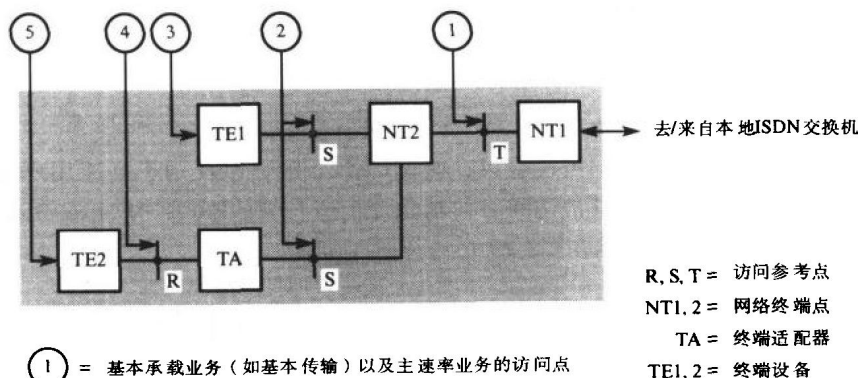 5
4
3
2
1
TE1
S
NT2
T
NT1
去/来自本地ISDN交换机
TE2
R
TA
S
R, S, T = 访问参考点
NT1, 2 = 网络终端点
TA = 终端适配器
TE1, 2 = 终端设备
1 = 基本承载业务（如基本传输）以及主速率业务的访问点